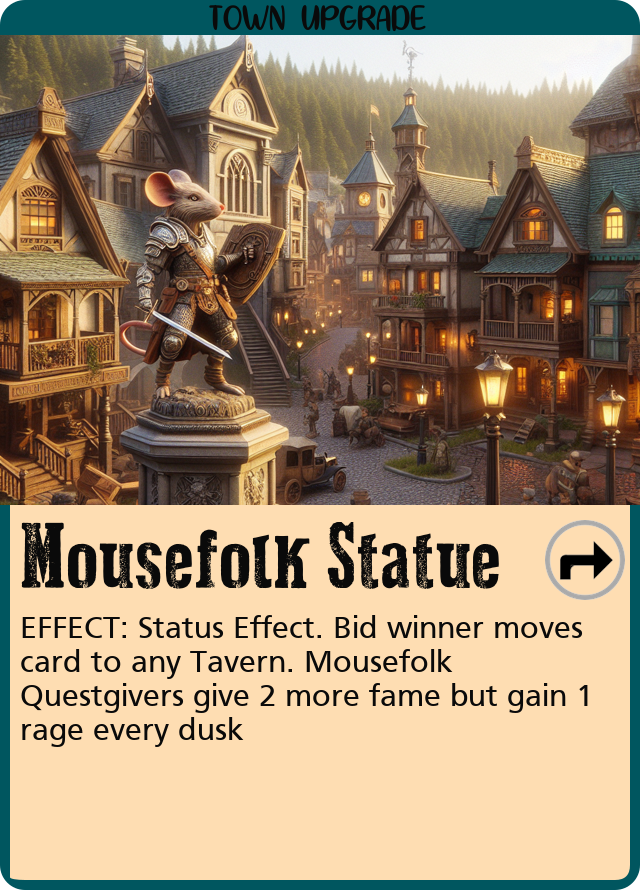 TOWN UPGRADE
Mousefolk Statue
EFFECT: Status Effect. Bid winner moves
card to any Tavern. Mousefolk
Questgivers give 2 more fame but gain 1
rage every dusk